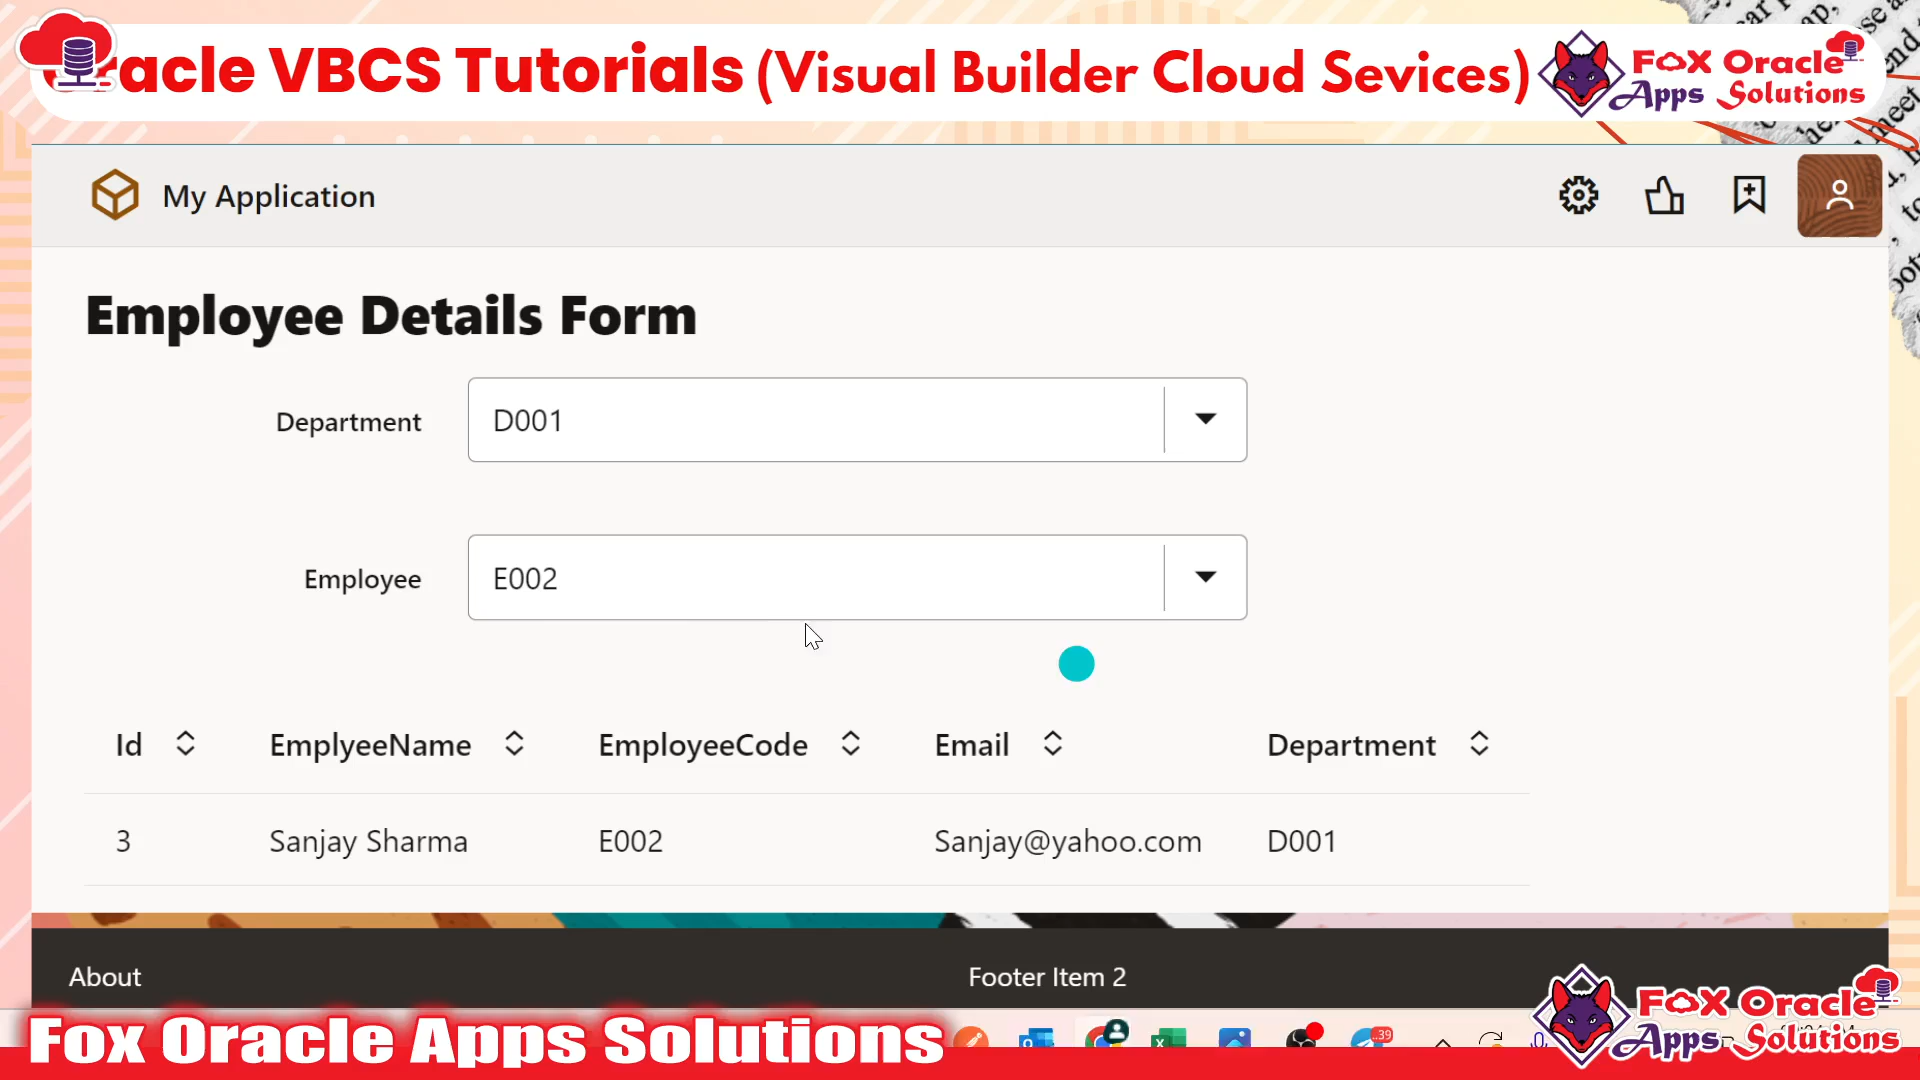 racle VBCS Tutorials (Visual Builder Cloud Sevices)
Fox Oracle
Apps Solutions
My Application
Employee Details Form
Department D001
Employee E002
Id EmplyeeName EmployeeCode Email Department
3 Sanjay Sharma E002 Sanjay@yahoo.com D001
About Footer Item 2
Fox Oracle Apps Solutions
39
Fox Oracle
Apps Solutions